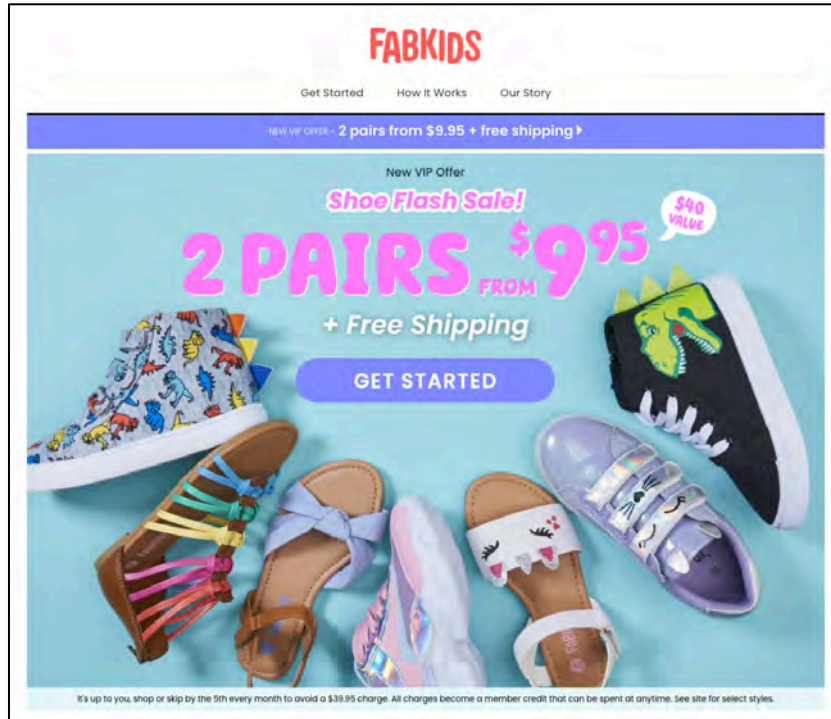 FABKIDS
Get Started How It Works Our Story
NEW VIP OFFER - 2 pairs from $9.95 + free shipping
New VIP Offer
Shoe Flash Sale!
$40
VALUE
2 PAIRS FROM $9.95
+ Free Shipping
GET STARTED
FABKIDS
It's up to you, shop or skip by the 5th every month to avoid a $39.95 charge. All charges become a member credit that can be spent at anytime. See site for select styles.